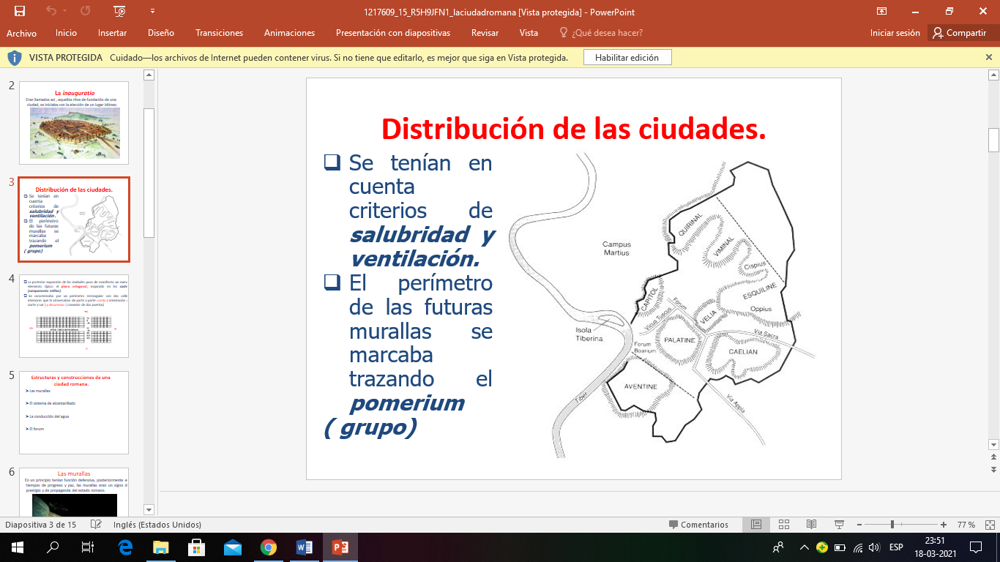 1217609_15_R5H9JFN1_laciudadromana [Vista protegida] - PowerPoint
Archivo Inicio Insertar Diseño Transiciones Animaciones Presentación con diapositivas Revisar Vista ¿Qué desea hacer? Iniciar sesión Compartir
VISTA PROTEGIDA Cuidado—los archivos de Internet pueden contener virus. Si no tiene que editarlo, es mejor que siga en Vista protegida. Habilitar edición
2
La inauguratio
Eran llamados así , aquellos ritos de fundación de una
ciudad, se iniciaba con la elección de un lugar idóneo.
3
Distribución de las ciudades.
Se tenían en
cuenta
criterios de
salubridad y
ventilación.
El perímetro
de las futuras
murallas se
marcaba
trazando el
pomerium
( grupo)
4
La posterior expansión de las ciudades puso de manifiesto un nuev
elemento típico, el plano ortogonal, inspirado en los
(campamento militar)
Se caracterizaba por un perímetro rectangular con dos calle
interiores que la atravesaban de parte a parte: cardo ( orientación
norte y sur ) y decumano ( conexión de dos puertas)
5
Estructuras y construcciones de una
ciudad romana.
Las murallas
El sistema de alcantarillado
La conducción del agua
El forum
6
Las murallas
En un principio tenían función defensiva, posteriormente e
tiempos de progreso y paz, las murallas eran un signo d
prestigio y de propaganda del estado romano.
Distribución de las ciudades.
Se tenían en
cuenta
criterios de
salubridad y
ventilación.
El perímetro
de las futuras
murallas se
marcaba
trazando el
pomerium
( grupo)
Campus
Martius
QUIRINAL
VIMINAL
Cispius
ESQUILINE
Oppius
CAPITOL
Forum
VELIA
Vicus Tuscus
Isola
Tiberina
Forum
Boarium
PALATINE
Via Sacra
CAELIAN
AVENTINE
Tiber
Via Appia
Diapositiva 3 de 15 Inglés (Estados Unidos) Comentarios 77 %
ESP
23:51
18-03-2021